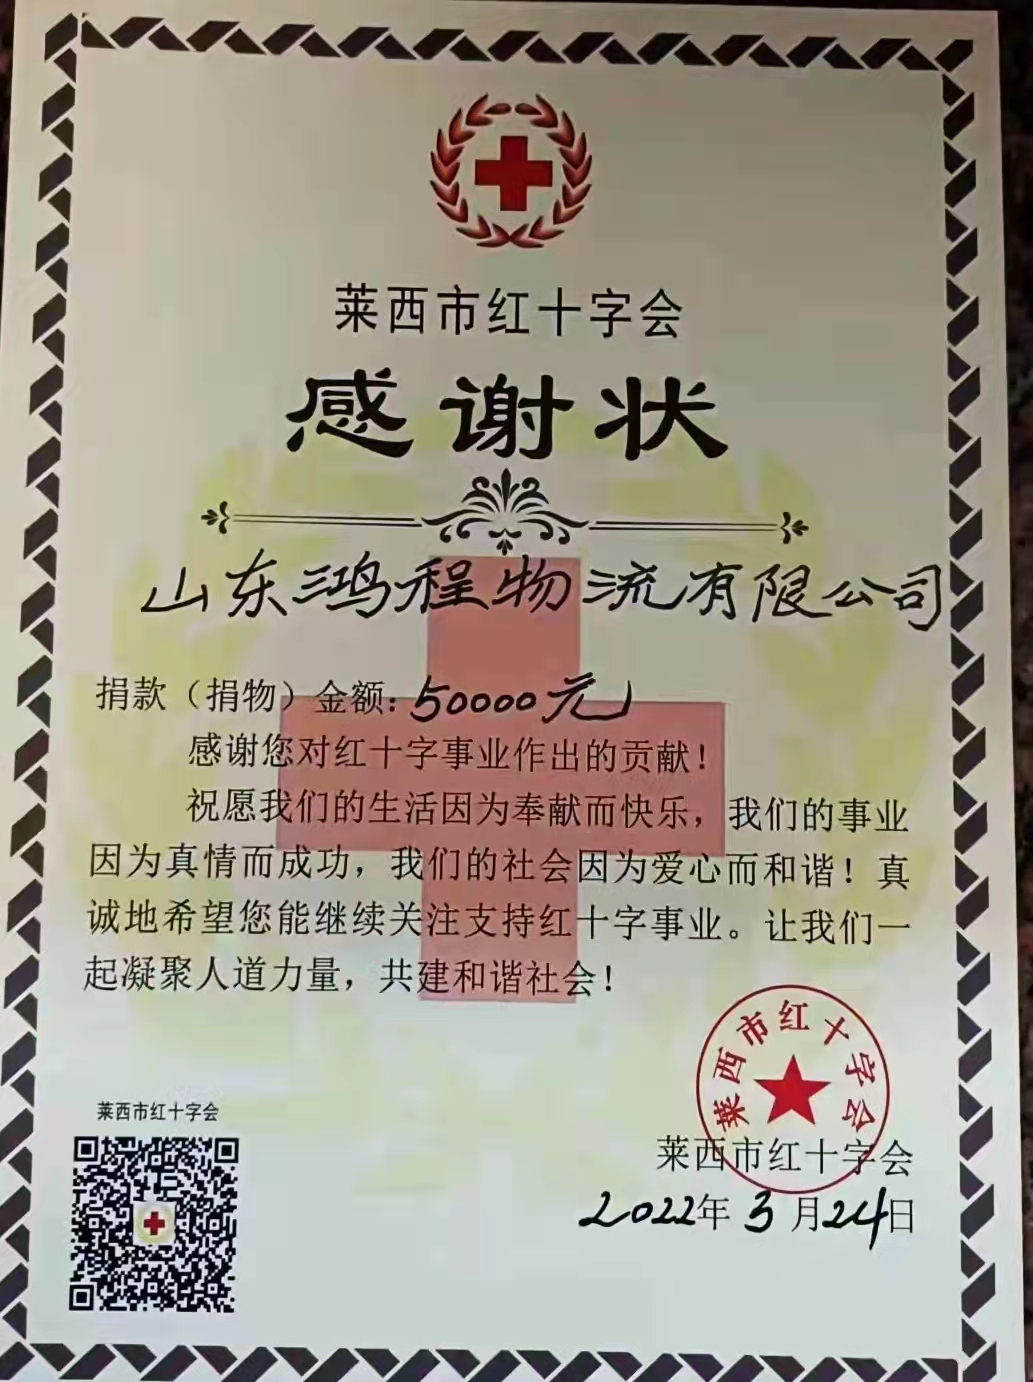 莱西市红十字会
感谢状
山东鸿程物流有限公司
捐款（捐物）金额：50000元
感谢您对红十字事业作出的贡献！
祝愿我们的生活因为奉献而快乐，我们的事业
因为真情而成功，我们的社会因为爱心而和谐！真
诚地希望您能继续关注支持红十字事业。让我们一
起凝聚人道力量，共建和谐社会！
莱西市红十字会
莱西市红十字会
莱西市红十字会
2022年3月24日